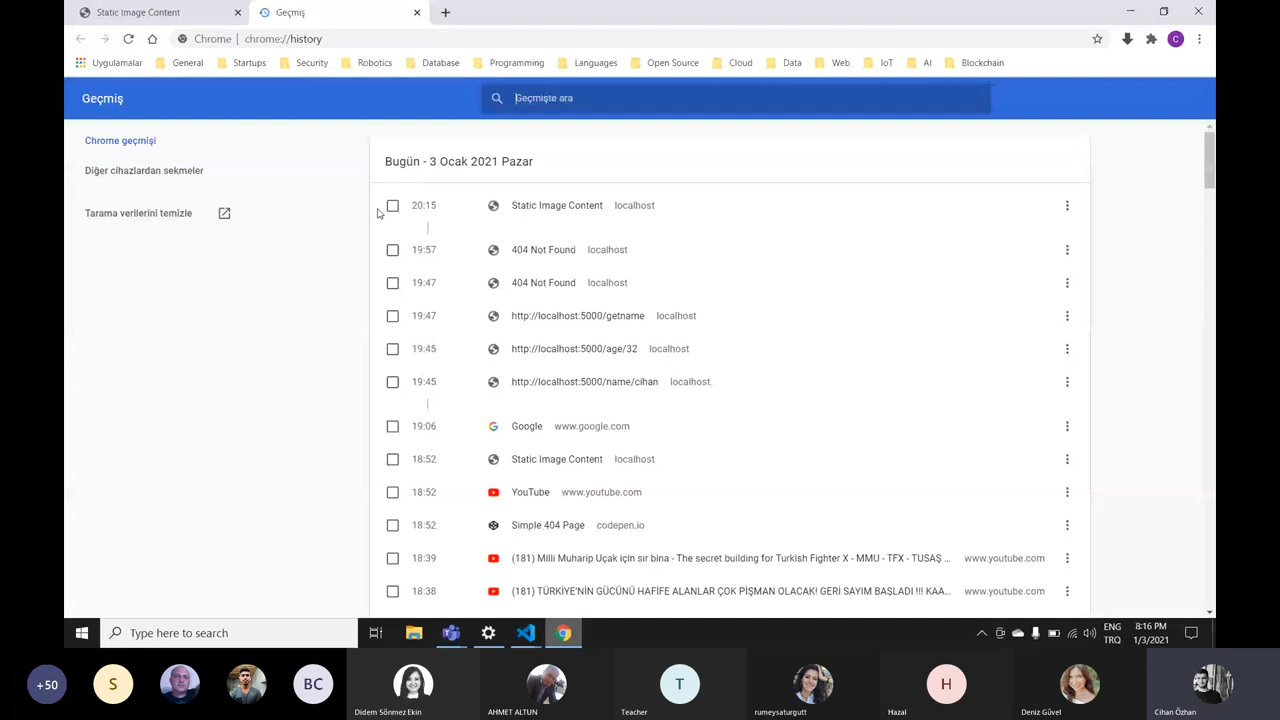 Static Image Content
Geçmiş
Chrome | chrome://history
C
Uygulamalar General Startups Security Robotics Database Programming Languages Open Source Cloud Data Web IoT AI Blockchain
Geçmiş
Geçmişte ara
Chrome geçmişi
Diğer cihazlardan sekmeler
Tarama verilerini temizle
Bugün - 3 Ocak 2021 Pazar
20:15 Static Image Content localhost
19:57 404 Not Found localhost
19:47 404 Not Found localhost
19:47 http://localhost:5000/getname localhost
19:45 http://localhost:5000/age/32 localhost
19:45 http://localhost:5000/name/cihan localhost
19:06 Google www.google.com
18:52 Static Image Content localhost
18:52 YouTube www.youtube.com
18:52 Simple 404 Page codepen.io
18:39 (181) Milli Muharip Uçak için sır bina - The secret building for Turkish Fighter X - MMU - TFX - TUSAŞ ... www.youtube.com
18:38 (181) TÜRKİYE'NİN GÜCÜNÜ HAFİFE ALANLAR ÇOK PİŞMAN OLACAK! GERİ SAYIM BAŞLADI !!! KAA... www.youtube.com
Type here to search
ENG
TRQ
8:16 PM
1/3/2021
+50
S
BC
T
H
Didem Sönmez Ekin
AHMET ALTUN
Teacher
rumeysaturgutt
Hazal
Deniz Güvel
Cihan Özhan